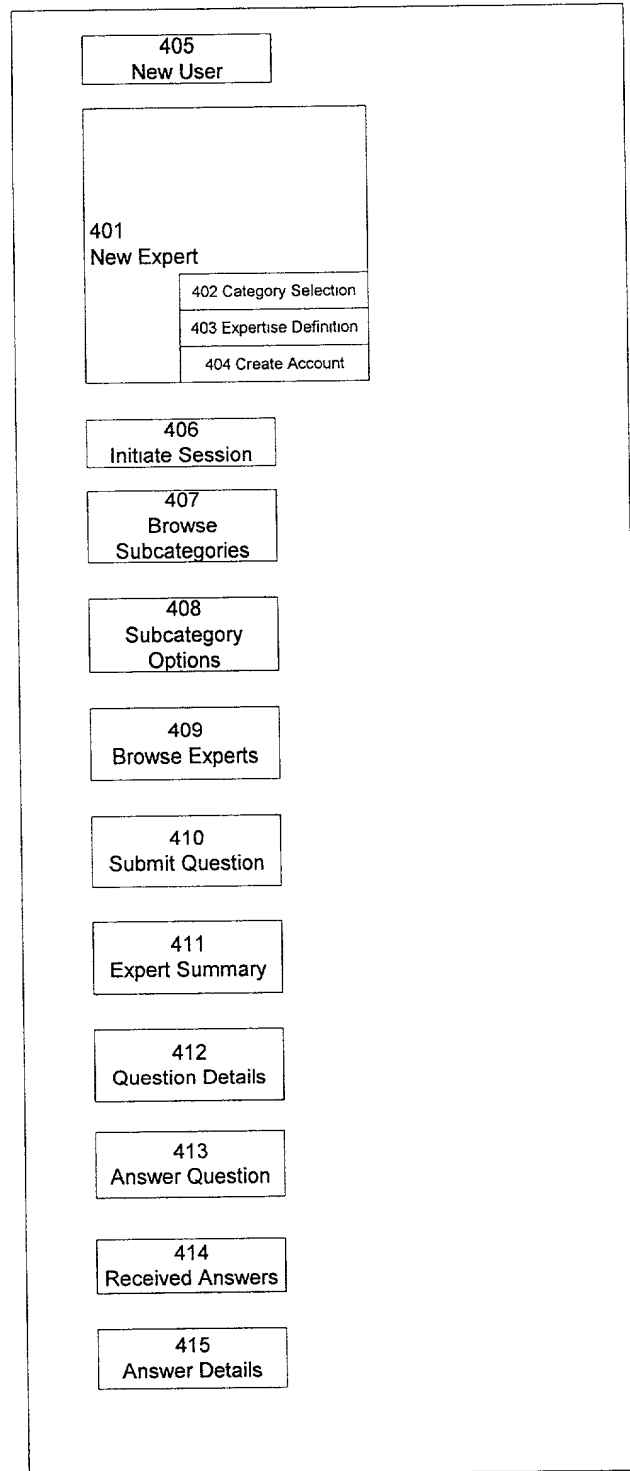 405
New User
401
New Expert
402 Category Selection
403 Expertise Definition
404 Create Account
406
Initiate Session
407
Browse
Subcategories
408
Subcategory
Options
409
Browse Experts
410
Submit Question
411
Expert Summary
412
Question Details
413
Answer Question
414
Received Answers
415
Answer Details